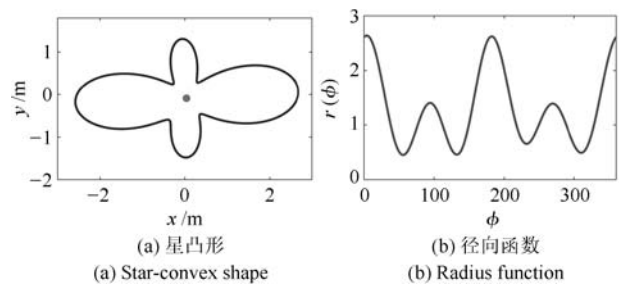 1
0
−1
−2
y /m
−2
0
2
x /m
(a) 星凸形
(a) Star-convex shape
3
2
1
0
r (ϕ)
0
100
200
300
ϕ
(b) 径向函数
(b) Radius function